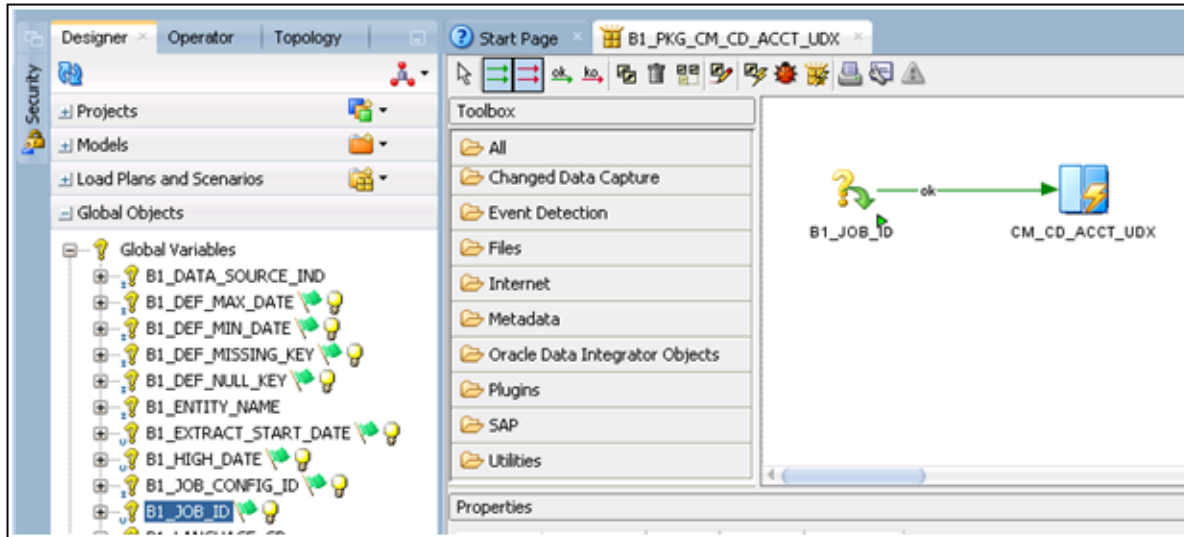 Designer Operator Topology
Start Page B1_PKG_CM_CD_ACCT_UDX
Security
Projects
Models
Load Plans and Scenarios
Global Objects
Global Variables
B1_DATA_SOURCE_IND
B1_DEF_MAX_DATE
B1_DEF_MIN_DATE
B1_DEF_MISSING_KEY
B1_DEF_NULL_KEY
B1_ENTITY_NAME
B1_EXTRACT_START_DATE
B1_HIGH_DATE
B1_JOB_CONFIG_ID
B1_JOB_ID
ok ko
Toolbox
All
Changed Data Capture
Event Detection
Files
Internet
Metadata
Oracle Data Integrator Objects
Plugins
SAP
Utilities
ok
B1_JOB_ID CM_CD_ACCT_UDX
Properties